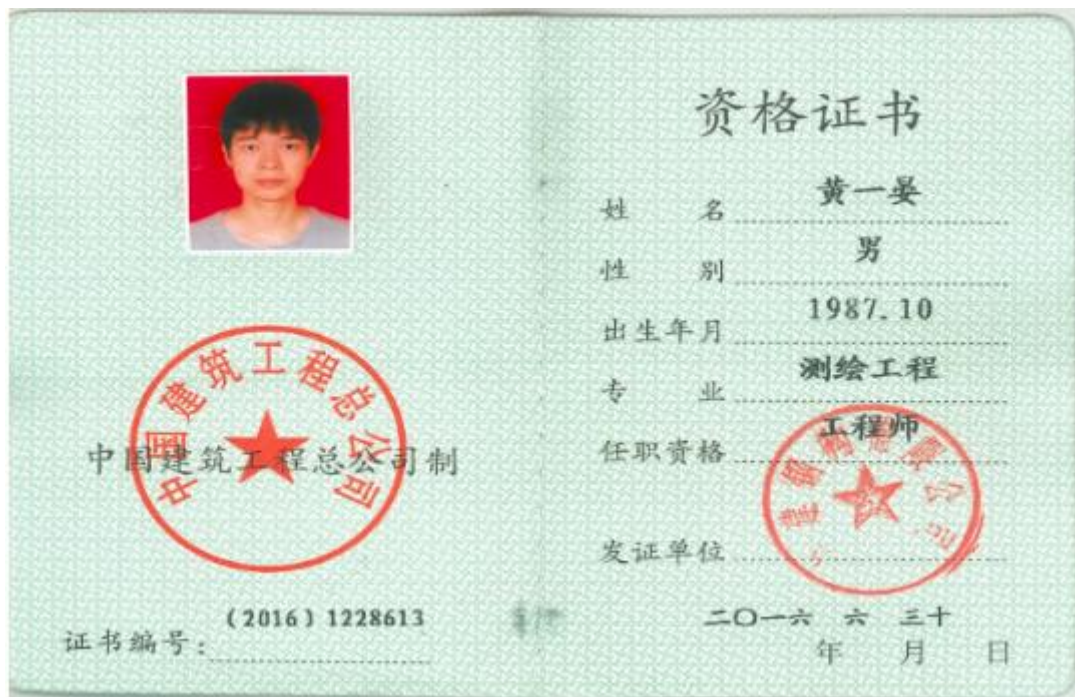 中国建筑工程总公司
中国建筑工程总公司制
证书编号：（2016）1228613
资格证书
姓 名 黄一晏
性 别 男
出生年月 1987.10
专 业 测绘工程
任职资格 工程师
发证单位
二〇一六 六 三十
年 月 日